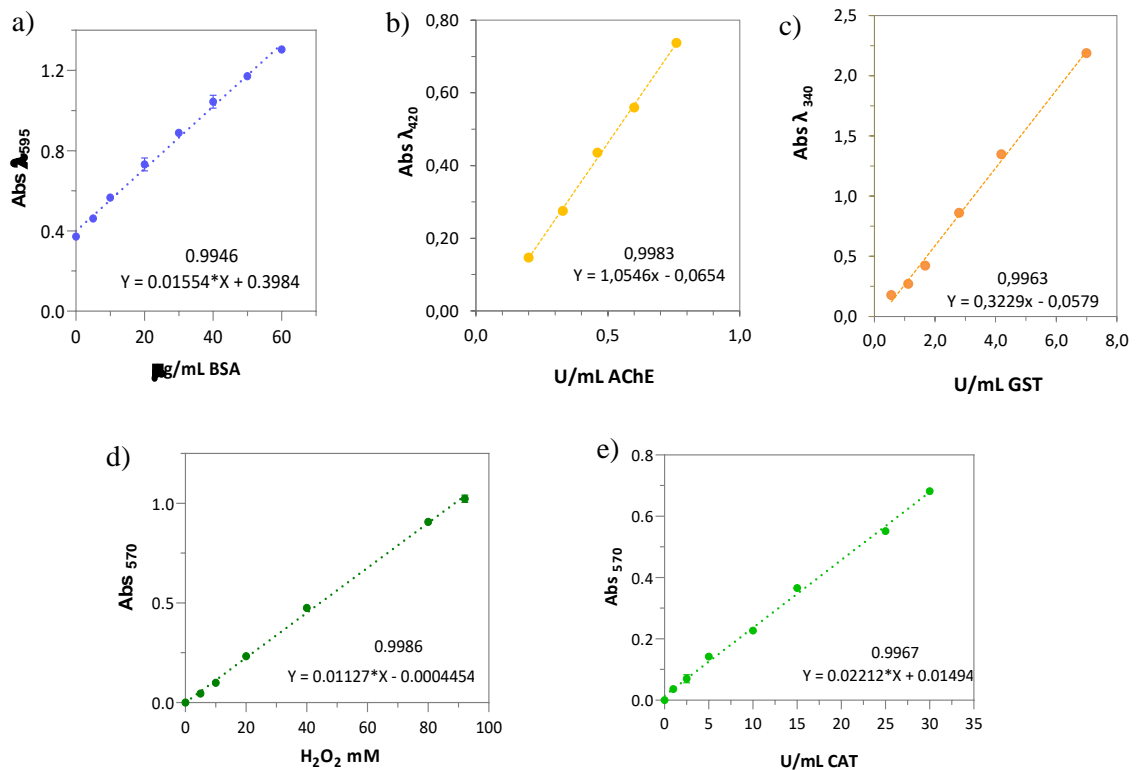 a)
1.2
0.8
0.4
0.0
Abs λ595
0 20 40 60
µg/mL BSA
0.9946
Y = 0.01554*X + 0.3984
b)
0,80
0,60
0,40
0,20
0,00
Abs λ420
0,0 0,5 1,0
U/mL AChE
0,9983
Y = 1,0546x - 0,0654
c)
2,5
2,0
1,5
1,0
0,5
0,0
Abs λ 340
0,0 2,0 4,0 6,0 8,0
U/mL GST
0,9963
Y = 0,3229x - 0,0579
d)
1.0
0.5
0.0
Abs 570
0 20 40 60 80 100
H₂O₂ mM
0.9986
Y = 0.01127*X - 0.0004454
e)
0.8
0.6
0.4
0.2
0.0
Abs 570
0 5 10 15 20 25 30 35
U/mL CAT
0.9967
Y = 0.02212*X + 0.01494